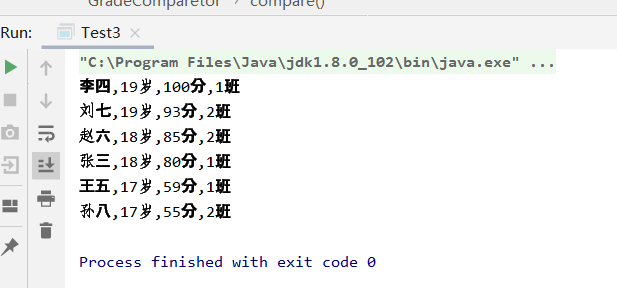 GradeComparetor compare()
Run: Test3
"C:\Program Files\Java\jdk1.8.0_102\bin\java.exe" ...
李四,19岁,100分,1班
刘七,19岁,93分,2班
赵六,18岁,85分,2班
张三,18岁,80分,1班
王五,17岁,59分,1班
孙八,17岁,55分,2班
Process finished with exit code 0